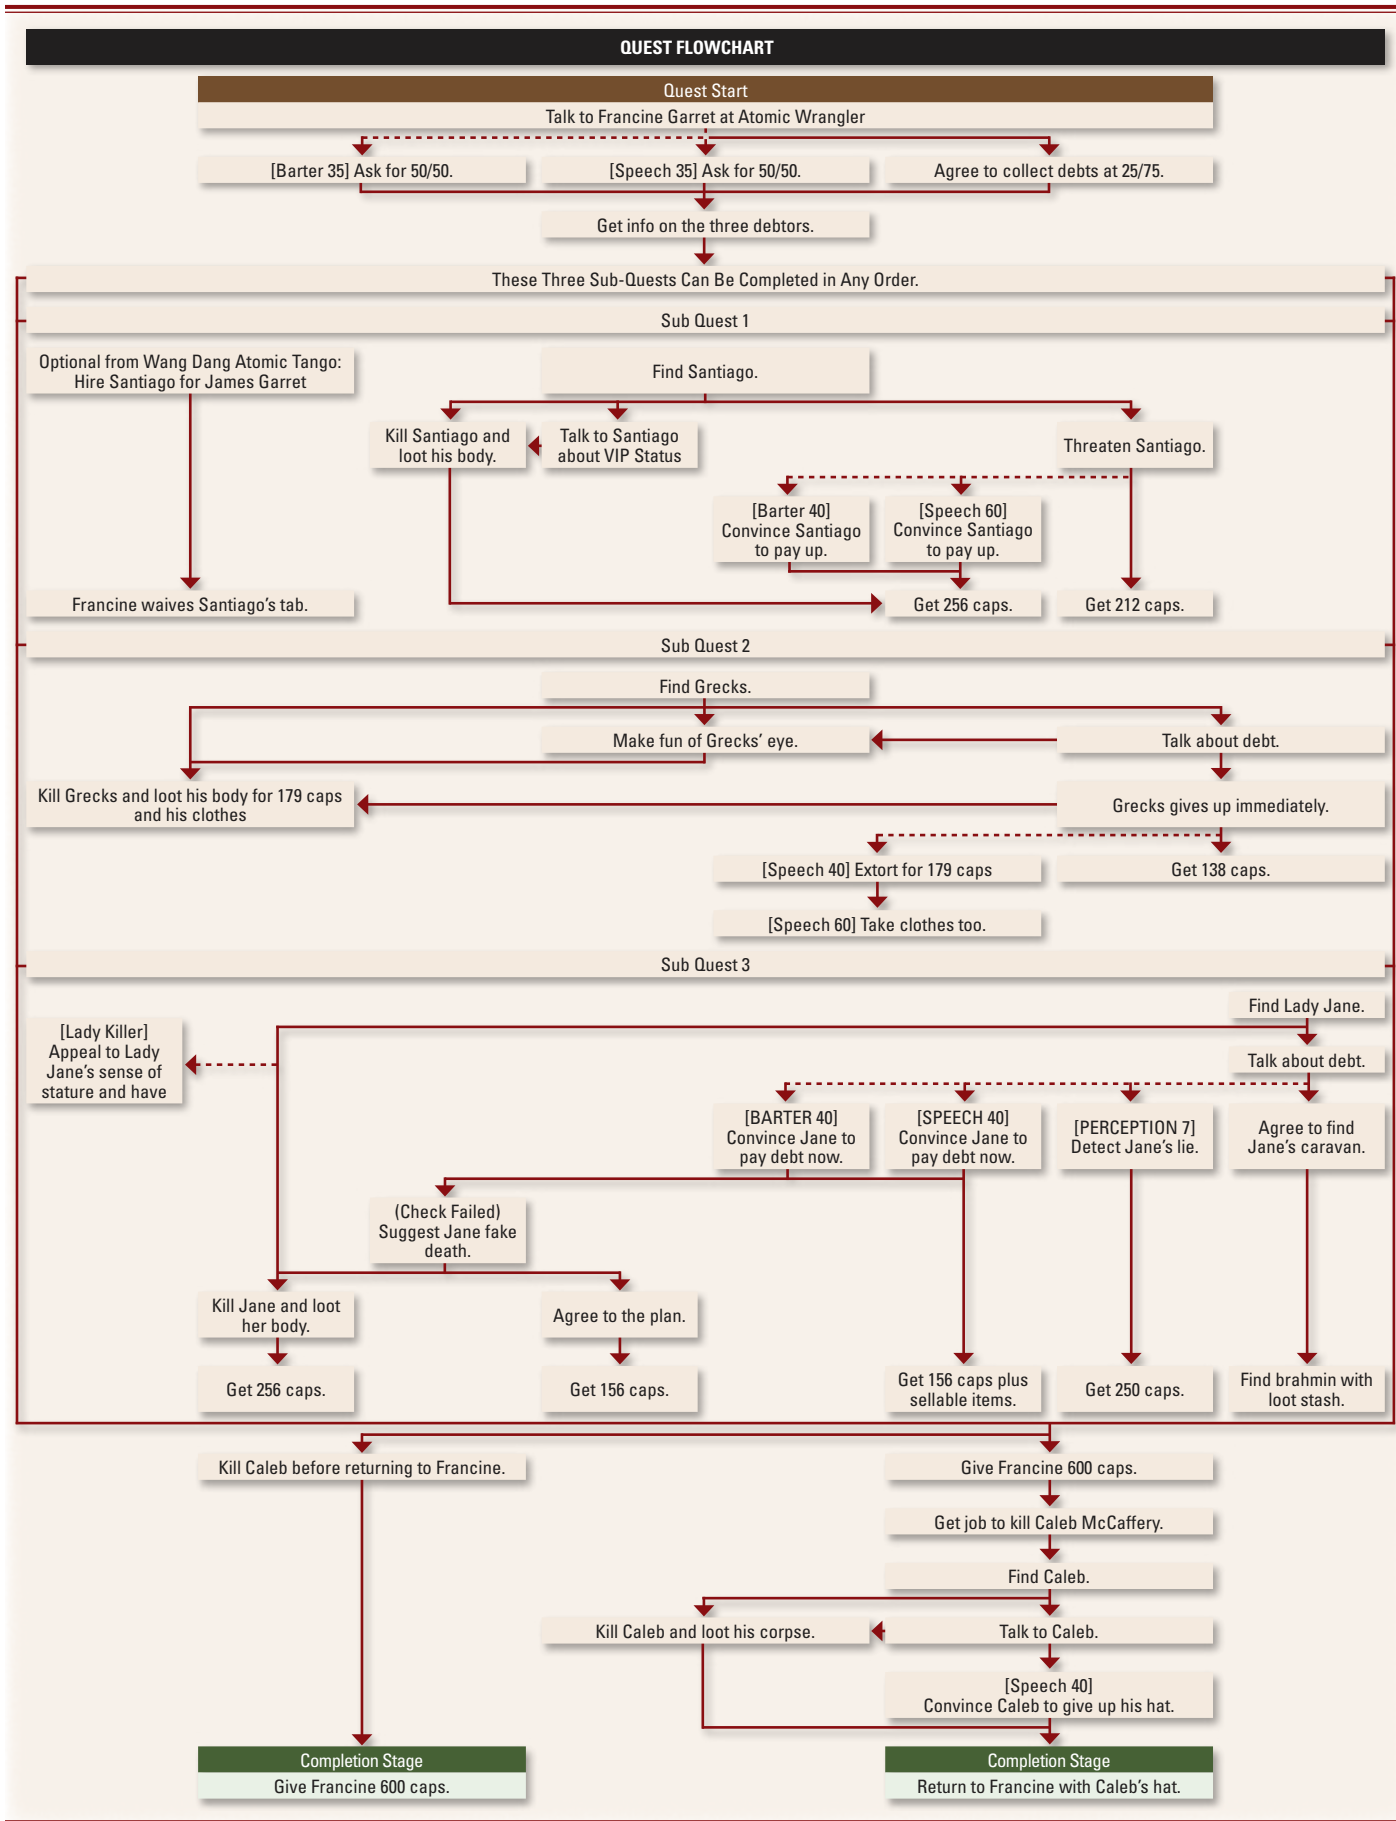 QUEST FLOWCHART
Quest Start
Talk to Francine Garret at Atomic Wrangler
[Barter 35] Ask for 50/50.
[Speech 35] Ask for 50/50.
Agree to collect debts at 25/75.
Get info on the three debtors.
These Three Sub-Quests Can Be Completed in Any Order.
Sub Quest 1
Optional from Wang Dang Atomic Tango:
Hire Santiago for James Garret
Find Santiago.
Kill Santiago and
loot his body.
Talk to Santiago
about VIP Status
Threaten Santiago.
[Barter 40]
Convince Santiago
to pay up.
[Speech 60]
Convince Santiago
to pay up.
Francine waives Santiago's tab.
Get 256 caps.
Get 212 caps.
Sub Quest 2
Find Grecks.
Make fun of Grecks' eye.
Talk about debt.
Kill Grecks and loot his body for 179 caps
and his clothes
Grecks gives up immediately.
[Speech 40] Extort for 179 caps
Get 138 caps.
[Speech 60] Take clothes too.
Sub Quest 3
Find Lady Jane.
[Lady Killer]
Appeal to Lady
Jane's sense of
stature and have
Talk about debt.
[BARTER 40]
Convince Jane to
pay debt now.
[SPEECH 40]
Convince Jane to
pay debt now.
[PERCEPTION 7]
Detect Jane's lie.
Agree to find
Jane's caravan.
(Check Failed)
Suggest Jane fake
death.
Kill Jane and loot
her body.
Agree to the plan.
Get 256 caps.
Get 156 caps.
Get 156 caps plus
sellable items.
Get 250 caps.
Find brahmin with
loot stash.
Kill Caleb before returning to Francine.
Give Francine 600 caps.
Get job to kill Caleb McCaffery.
Find Caleb.
Kill Caleb and loot his corpse.
Talk to Caleb.
[Speech 40]
Convince Caleb to give up his hat.
Completion Stage
Give Francine 600 caps.
Completion Stage
Return to Francine with Caleb's hat.